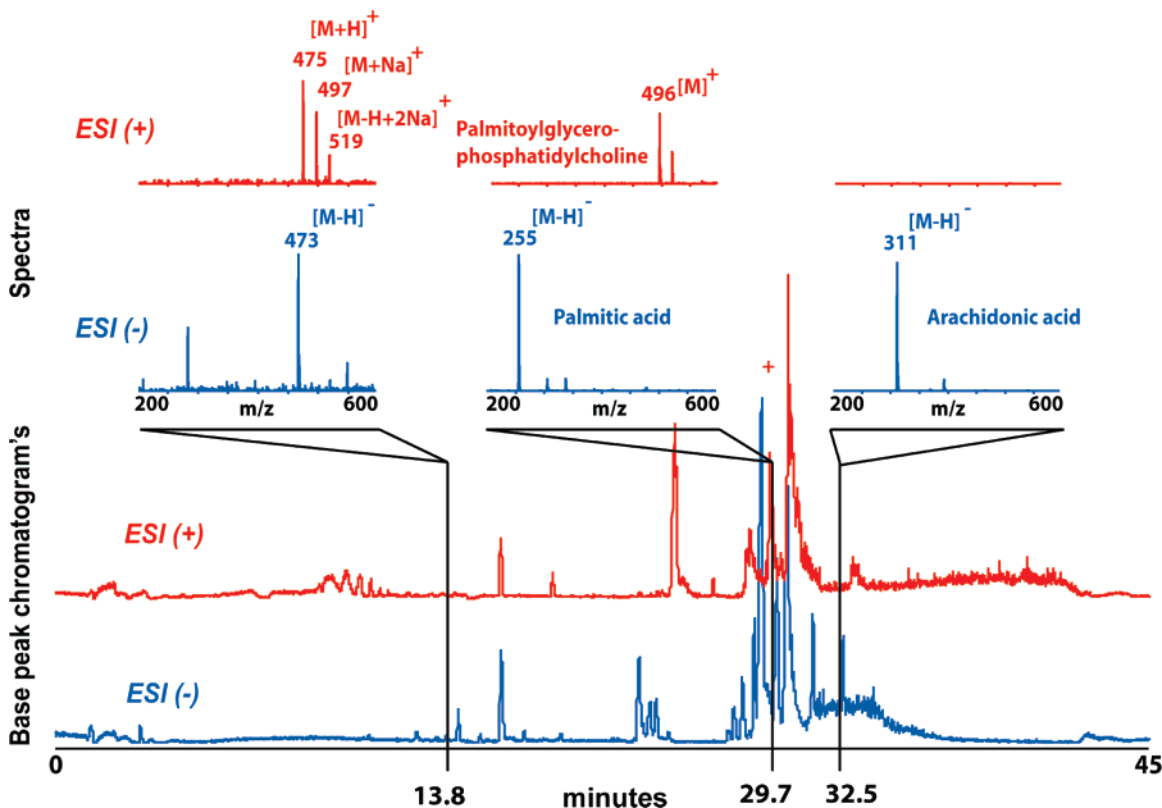 [M+H]+
475
[M+Na]+
497
[M-H+2Na]+
519
ESI (+)
Palmitoylglycero-
phosphatidylcholine
496 [M]+
Spectra
[M-H]-
473
ESI (-)
200 m/z 600
[M-H]-
255
Palmitic acid
200 m/z 600
[M-H]-
311
Arachidonic acid
200 m/z 600
+
Base peak chromatogram's
ESI (+)
ESI (-)
0 45
13.8 minutes 29.7 32.5